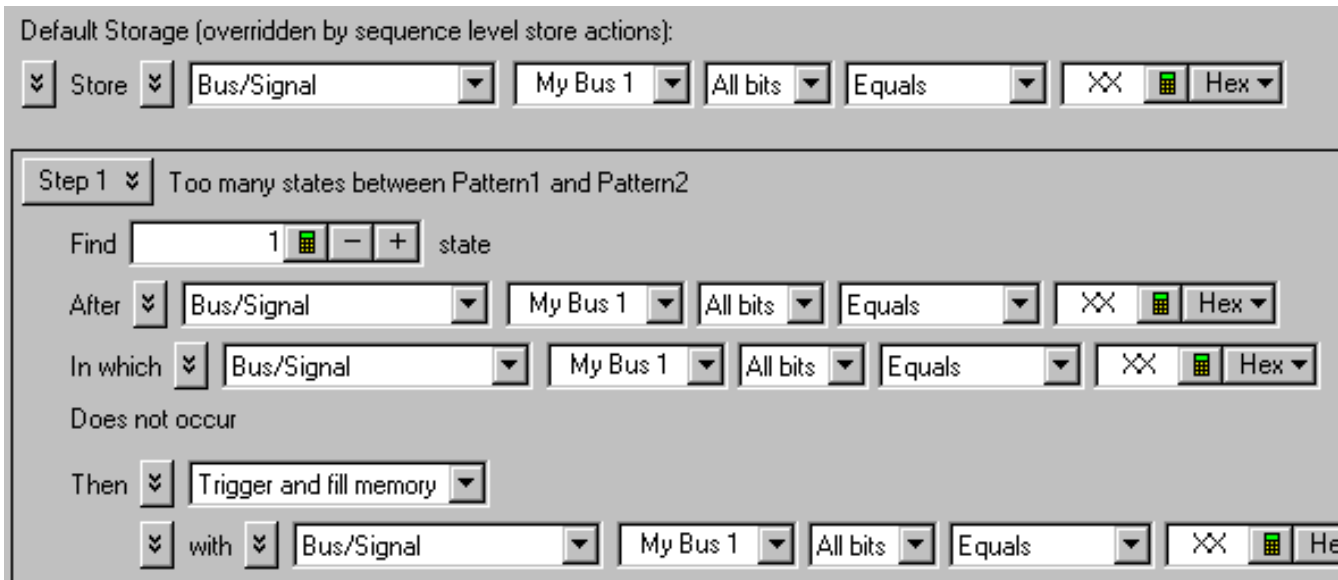 Default Storage (overridden by sequence level store actions):
Store Bus/Signal My Bus 1 All bits Equals XX Hex
Step 1 Too many states between Pattern1 and Pattern2
Find 1 − + state
After Bus/Signal My Bus 1 All bits Equals XX Hex
In which Bus/Signal My Bus 1 All bits Equals XX Hex
Does not occur
Then Trigger and fill memory
with Bus/Signal My Bus 1 All bits Equals XX He